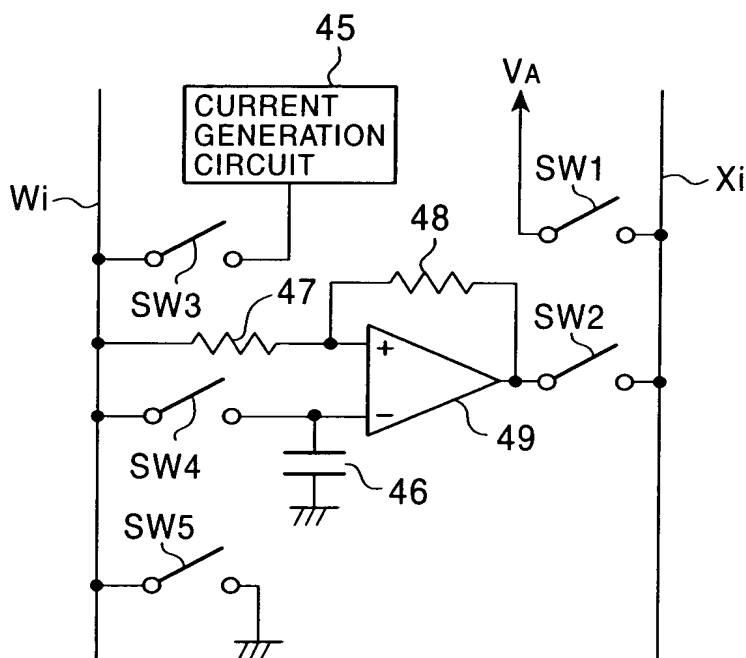 45
CURRENT
GENERATION
CIRCUIT
VA
SW1
Xi
Wi
SW3
48
47
SW2
+
−
49
SW4
46
SW5